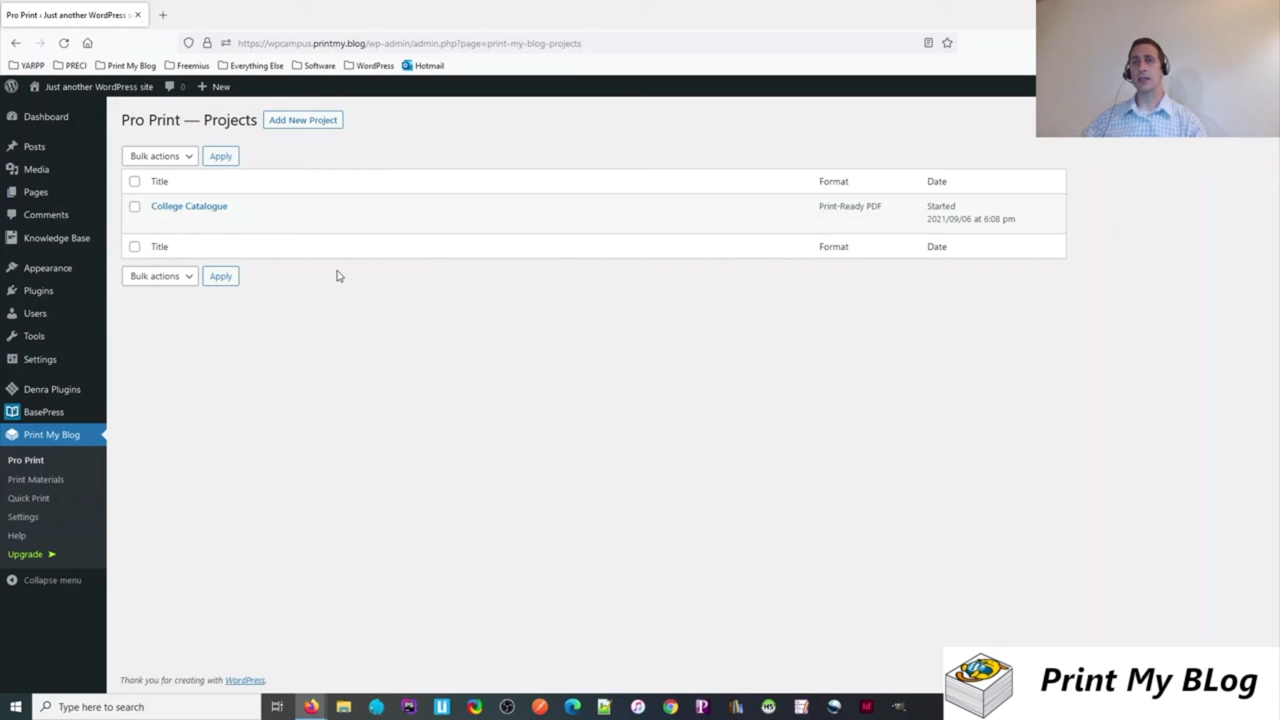 Pro Print ‹ Just another WordPress s
https://wpcampus.printmy.blog/wp-admin/admin.php?page=print-my-blog-projects
YARPP PRECI Print My Blog Freemius Everything Else Software WordPress Hotmail
Just another WordPress site 0 New
Dashboard
Posts
Media
Pages
Comments
Knowledge Base
Appearance
Plugins
Users
Tools
Settings
Denra Plugins
BasePress
Print My Blog
Pro Print
Print Materials
Quick Print
Settings
Help
Upgrade ➤
Collapse menu
Pro Print — Projects Add New Project
Bulk actions Apply
Title Format Date
College Catalogue Print-Ready PDF Started
2021/09/06 at 6:08 pm
Title Format Date
Bulk actions Apply
Thank you for creating with WordPress.
Print My BLog
Type here to search